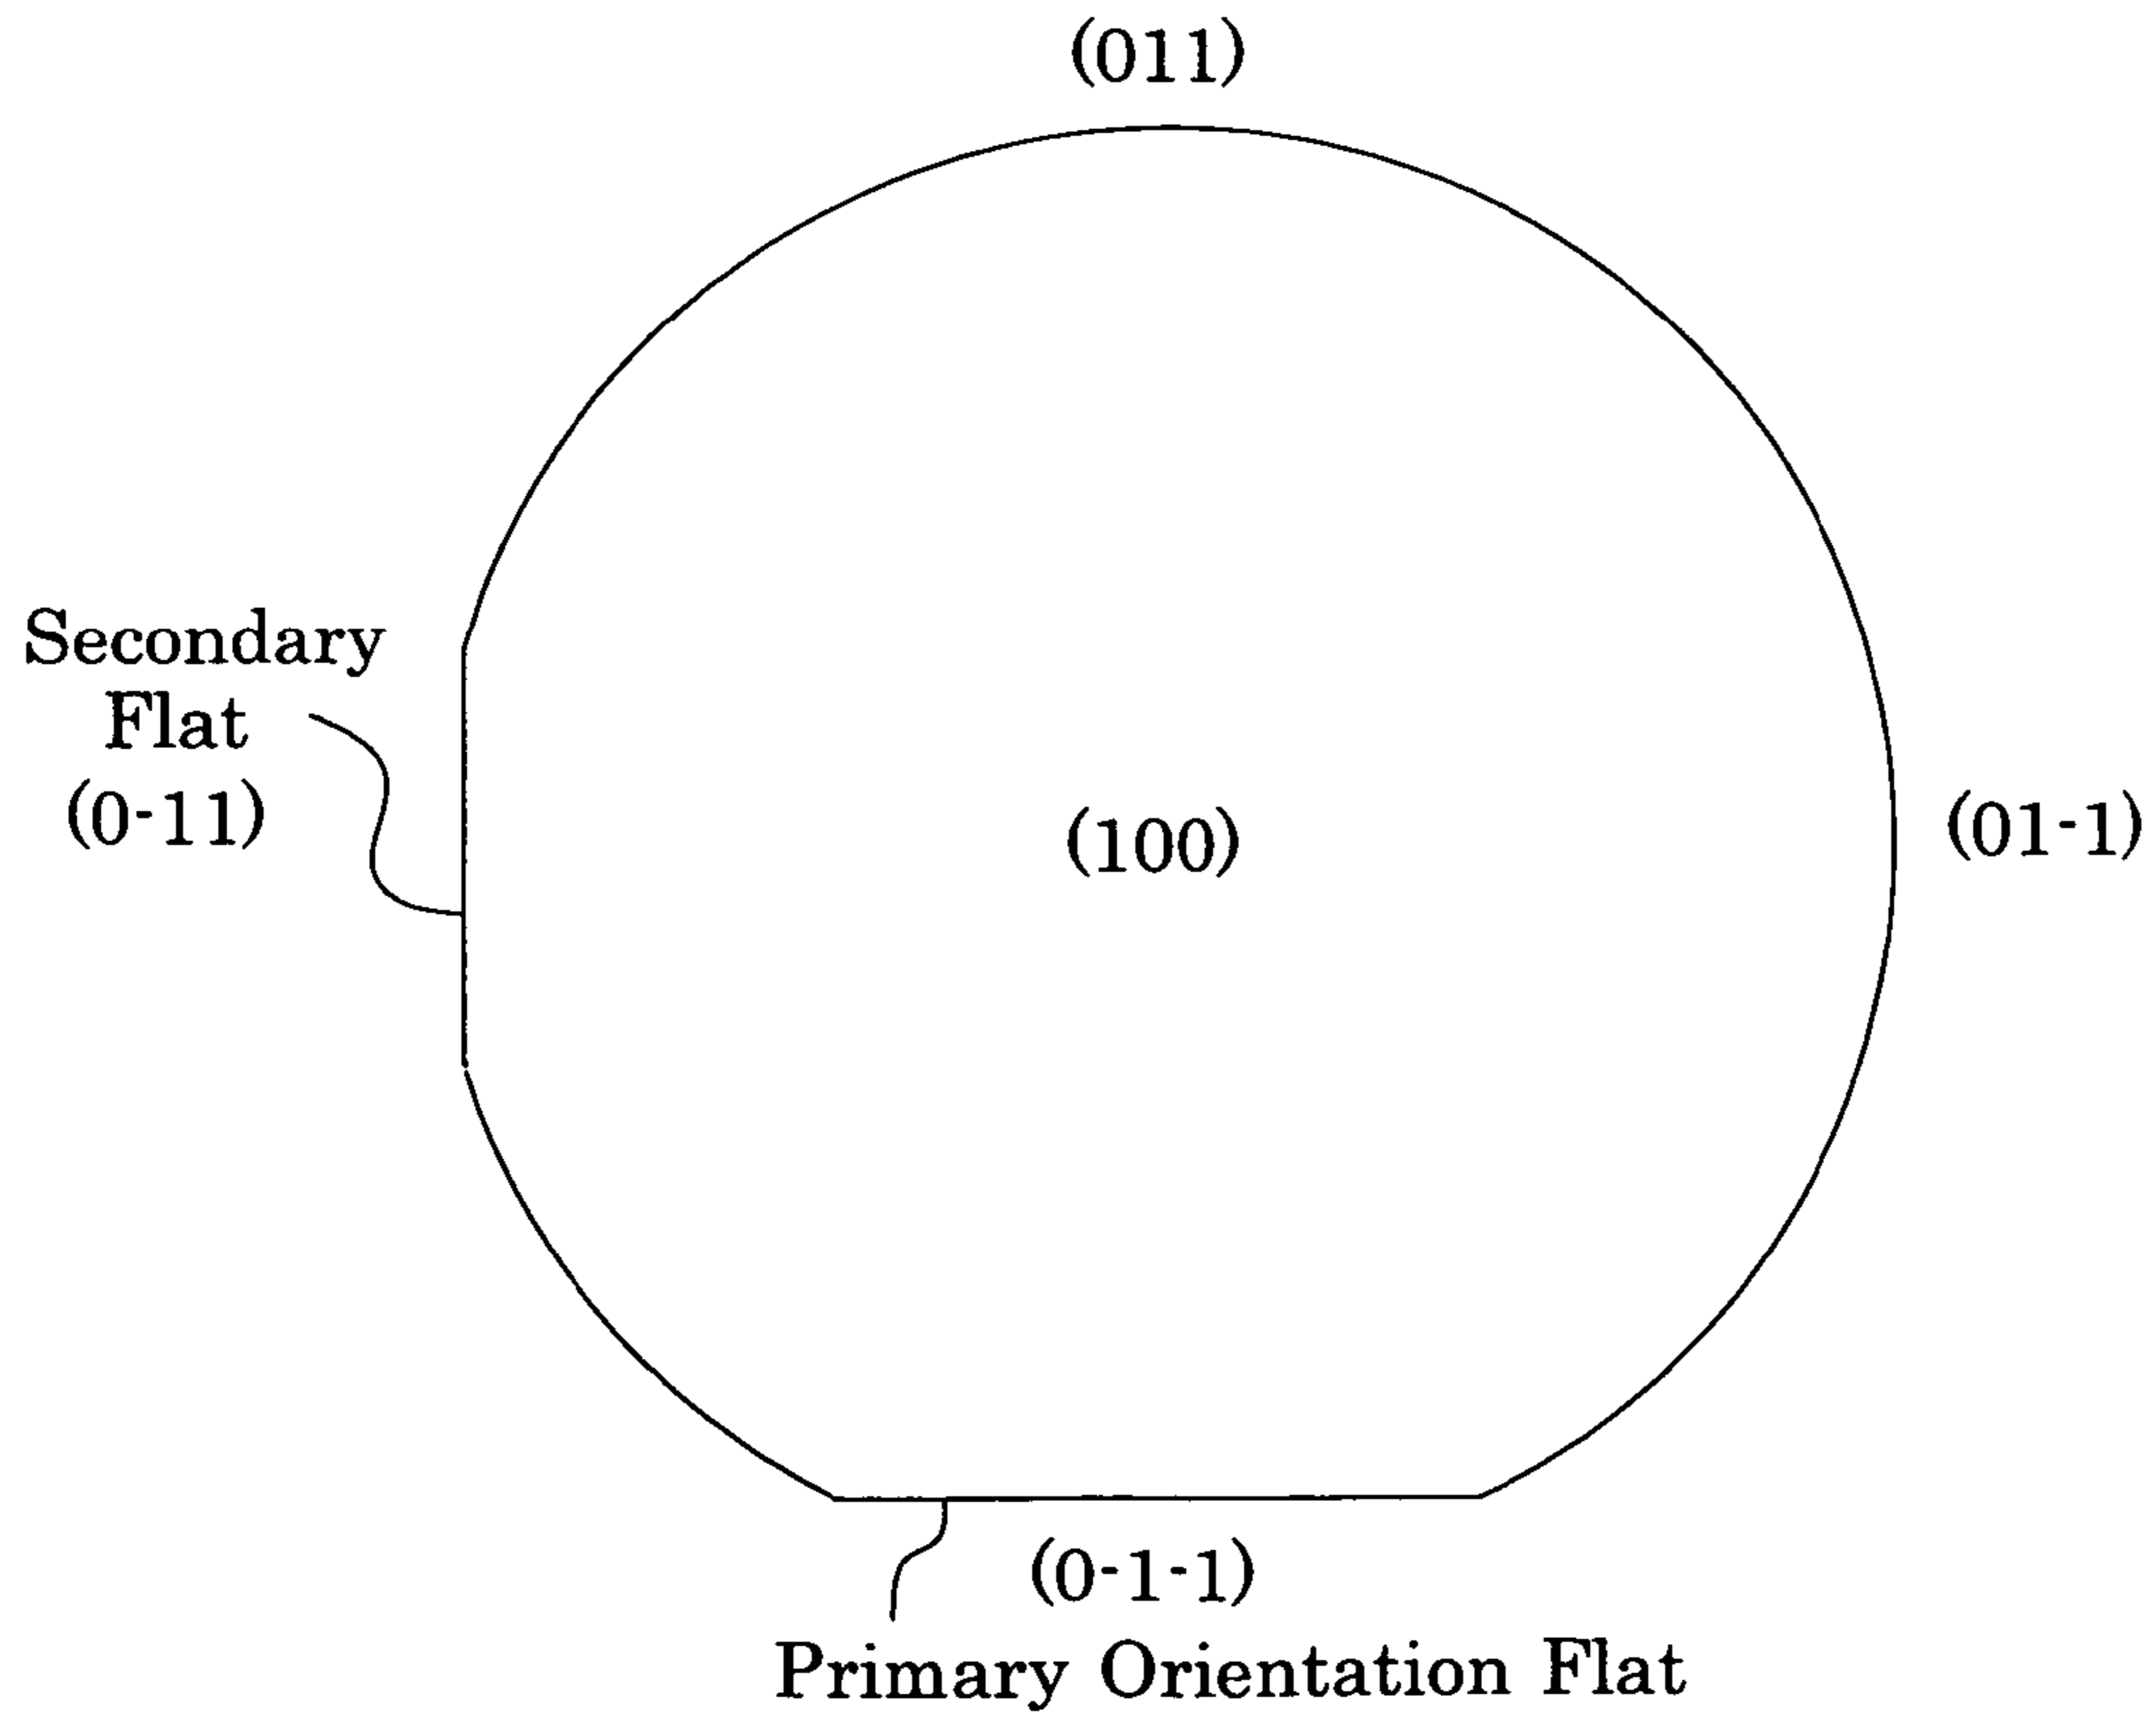 (011)
Secondary
Flat
(0-11)
(100)
(01-1)
(0-1-1)
Primary Orientation Flat